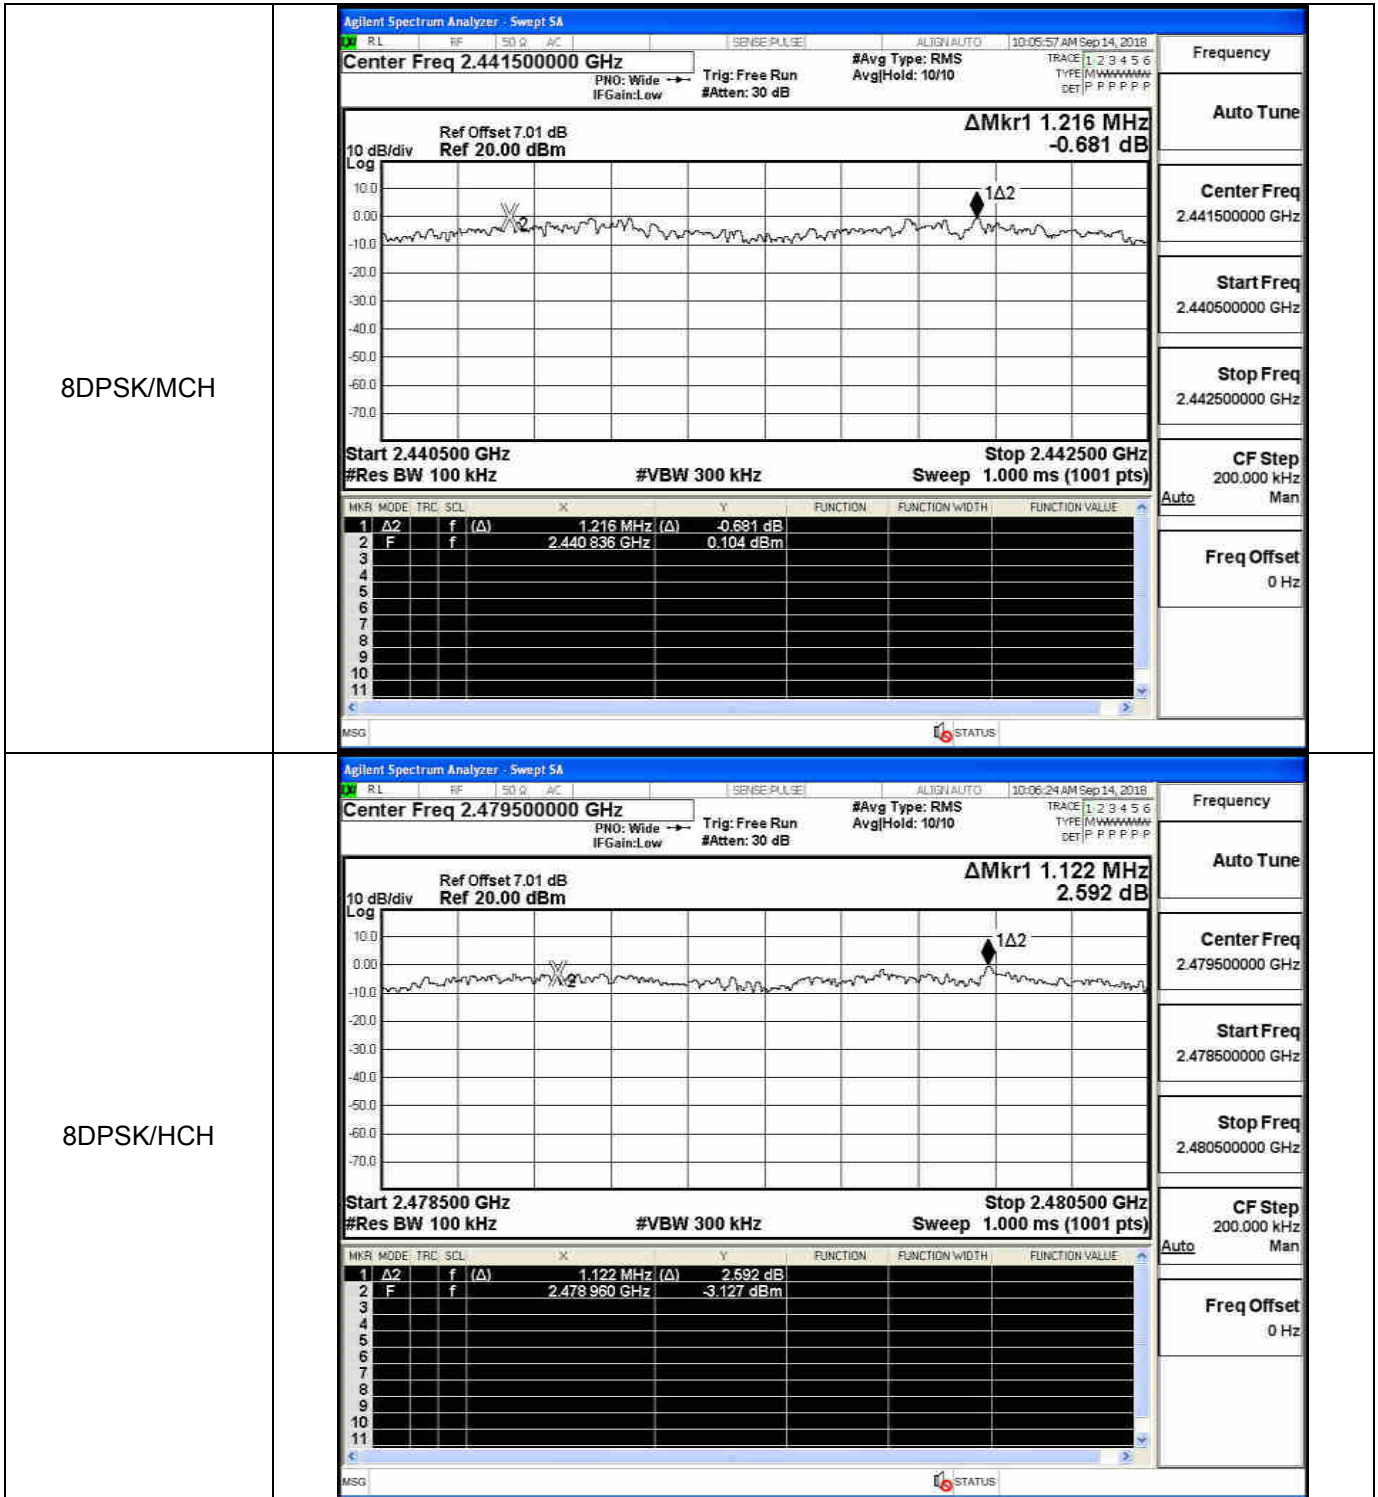 8DPSK/MCH
Agilent Spectrum Analyzer - Swept SA
RL RF 50 Ω AC SENSE:PULSE ALIGN AUTO 10:05:57 AM Sep 14, 2018
Center Freq 2.441500000 GHz
PNO: Wide
IFGain:Low
Trig: Free Run
#Atten: 30 dB
#Avg Type: RMS
Avg|Hold: 10/10
TRACE 1 2 3 4 5 6
TYPE MWWWWW
DET P P P P P P
ΔMkr1 1.216 MHz
-0.681 dB
Ref Offset 7.01 dB
10 dB/div Ref 20.00 dBm
Log
10.0
0.00
-10.0
-20.0
-30.0
-40.0
-50.0
-60.0
-70.0
1Δ2
2
Start 2.440500 GHz Stop 2.442500 GHz
#Res BW 100 kHz #VBW 300 kHz Sweep 1.000 ms (1001 pts)
MKR MODE TRC SCL X Y FUNCTION FUNCTION WIDTH FUNCTION VALUE
1 Δ2 f (Δ) 1.216 MHz (Δ) -0.681 dB
2 F f 2.440 836 GHz 0.104 dBm
3
4
5
6
7
8
9
10
11
MSG STATUS
Frequency
Auto Tune
Center Freq
2.441500000 GHz
Start Freq
2.440500000 GHz
Stop Freq
2.442500000 GHz
CF Step
200.000 kHz
Auto Man
Freq Offset
0 Hz
8DPSK/HCH
Agilent Spectrum Analyzer - Swept SA
RL RF 50 Ω AC SENSE:PULSE ALIGN AUTO 10:06:24 AM Sep 14, 2018
Center Freq 2.479500000 GHz
PNO: Wide
IFGain:Low
Trig: Free Run
#Atten: 30 dB
#Avg Type: RMS
Avg|Hold: 10/10
TRACE 1 2 3 4 5 6
TYPE MWWWWW
DET P P P P P P
ΔMkr1 1.122 MHz
2.592 dB
Ref Offset 7.01 dB
10 dB/div Ref 20.00 dBm
Log
10.0
0.00
-10.0
-20.0
-30.0
-40.0
-50.0
-60.0
-70.0
1Δ2
2
Start 2.478500 GHz Stop 2.480500 GHz
#Res BW 100 kHz #VBW 300 kHz Sweep 1.000 ms (1001 pts)
MKR MODE TRC SCL X Y FUNCTION FUNCTION WIDTH FUNCTION VALUE
1 Δ2 f (Δ) 1.122 MHz (Δ) 2.592 dB
2 F f 2.478 960 GHz -3.127 dBm
3
4
5
6
7
8
9
10
11
MSG STATUS
Frequency
Auto Tune
Center Freq
2.479500000 GHz
Start Freq
2.478500000 GHz
Stop Freq
2.480500000 GHz
CF Step
200.000 kHz
Auto Man
Freq Offset
0 Hz